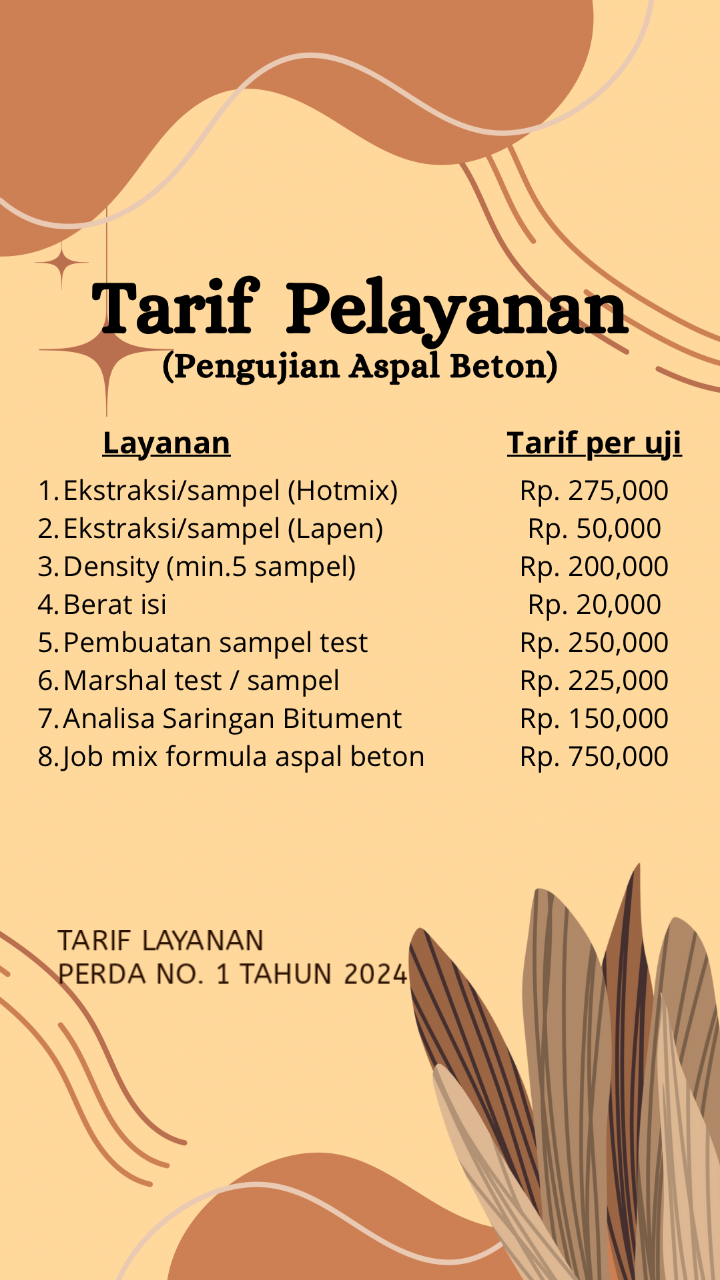 Tarif Pelayanan
(Pengujian Aspal Beton)
Layanan Tarif per uji
1. Ekstraksi/sampel (Hotmix) Rp. 275,000
2. Ekstraksi/sampel (Lapen) Rp. 50,000
3. Density (min.5 sampel) Rp. 200,000
4. Berat isi Rp. 20,000
5. Pembuatan sampel test Rp. 250,000
6. Marshal test / sampel Rp. 225,000
7. Analisa Saringan Bitument Rp. 150,000
8. Job mix formula aspal beton Rp. 750,000
TARIF LAYANAN
PERDA NO. 1 TAHUN 2024